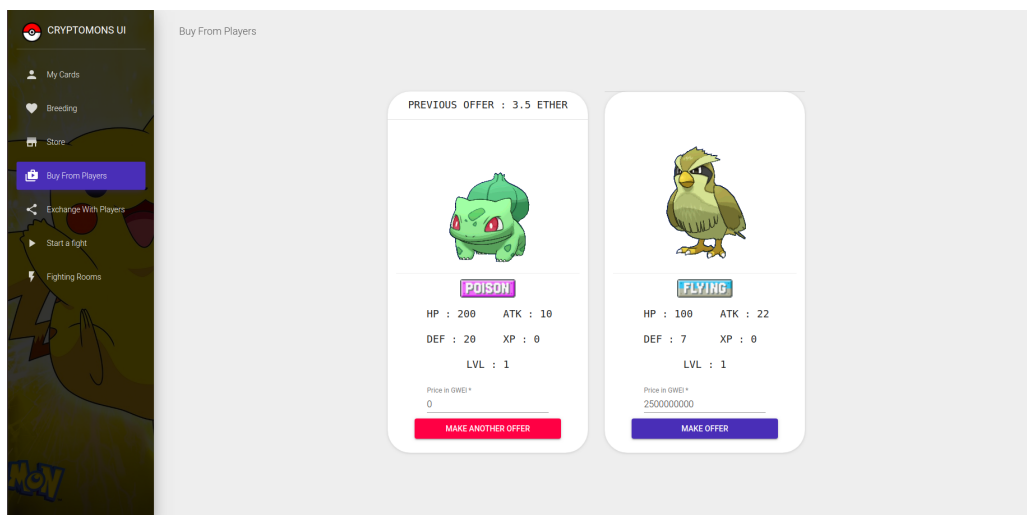 CRYPTOMONS UI
Buy From Players
My Cards
Breeding
Store
Buy From Players
Exchange With Players
Start a fight
Fighting Rooms
PREVIOUS OFFER : 3.5 ETHER
POISON
HP : 200 ATK : 10
DEF : 20 XP : 0
LVL : 1
Price in GWEI *
0
MAKE ANOTHER OFFER
FLYING
HP : 100 ATK : 22
DEF : 7 XP : 0
LVL : 1
Price in GWEI *
2500000000
MAKE OFFER
MON